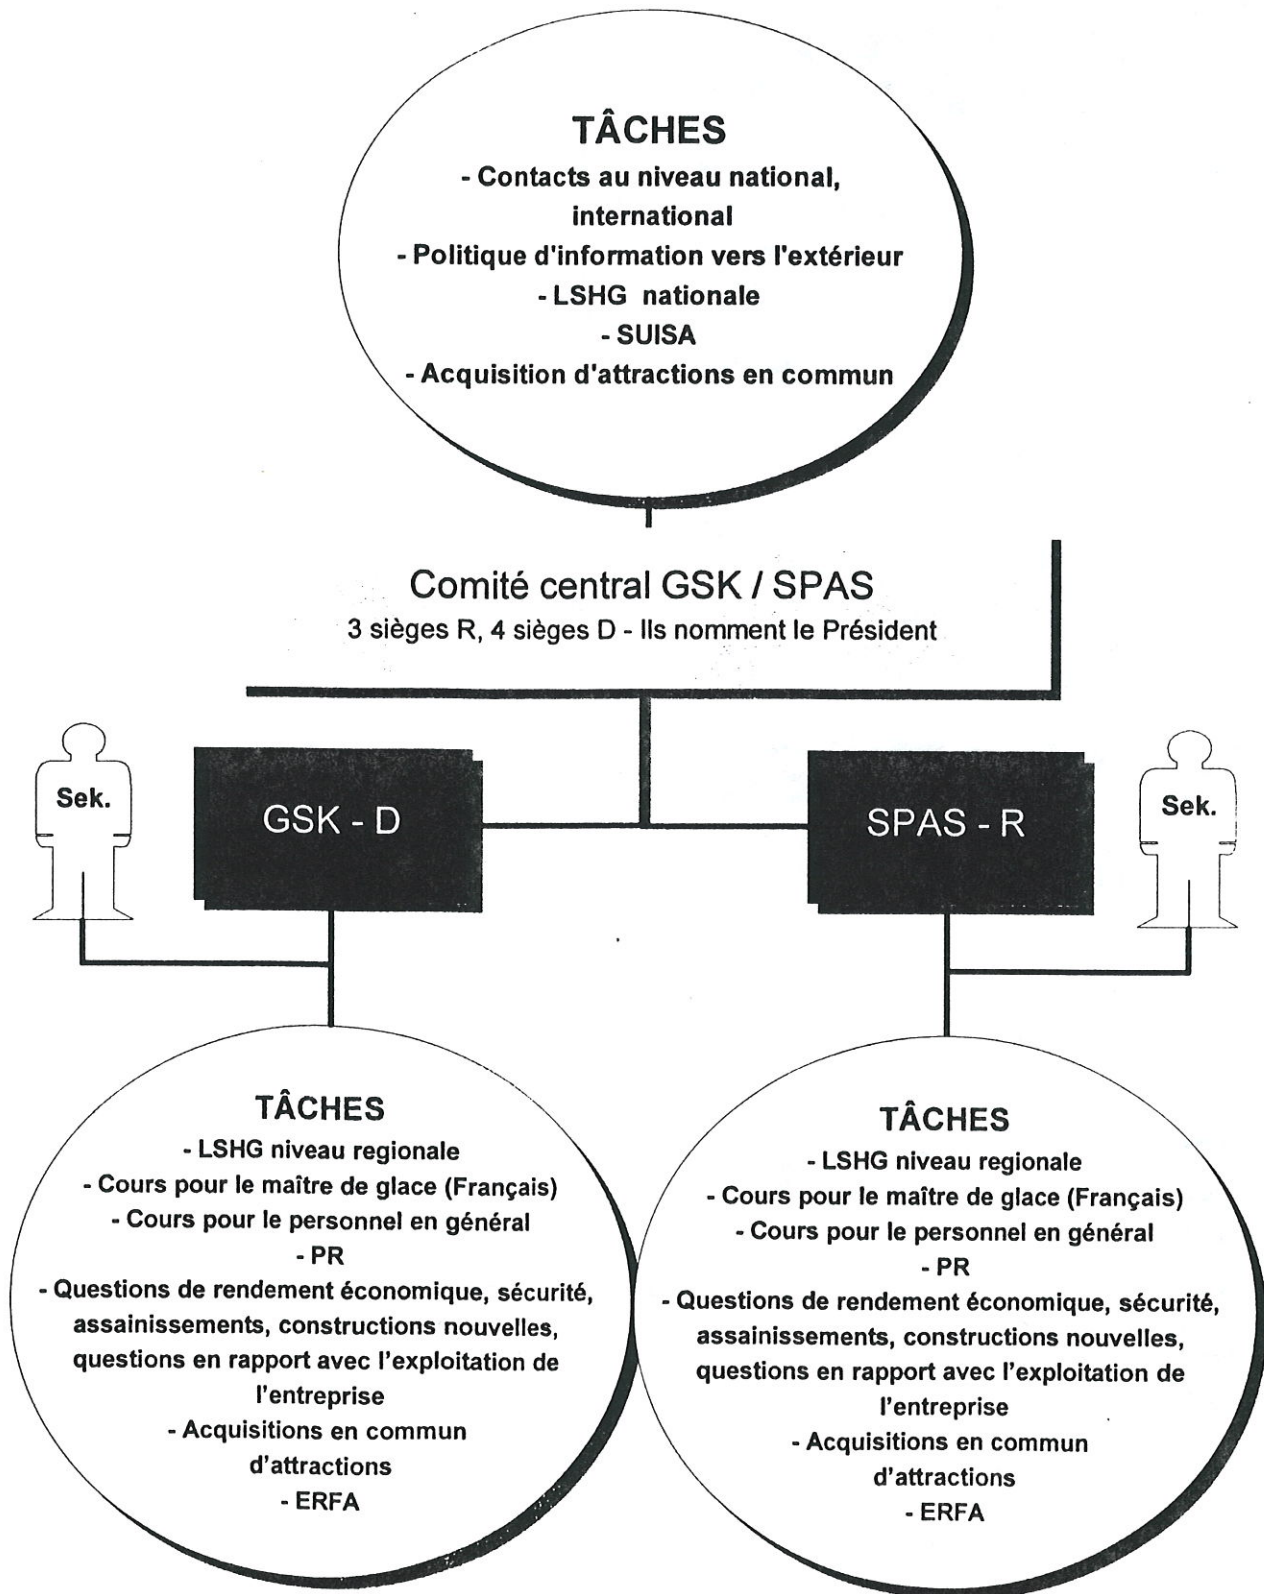 TÂCHES
- Contacts au niveau national,
international
- Politique d'information vers l'extérieur
- LSHG nationale
- SUISA
- Acquisition d'attractions en commun
Comité central GSK / SPAS
3 sièges R, 4 sièges D - Ils nomment le Président
Sek.
GSK - D
SPAS - R
Sek.
TÂCHES
- LSHG niveau regionale
- Cours pour le maître de glace (Français)
- Cours pour le personnel en général
- PR
- Questions de rendement économique, sécurité,
assainissements, constructions nouvelles,
questions en rapport avec l'exploitation de
l'entreprise
- Acquisitions en commun
d'attractions
- ERFA
TÂCHES
- LSHG niveau regionale
- Cours pour le maître de glace (Français)
- Cours pour le personnel en général
- PR
- Questions de rendement économique, sécurité,
assainissements, constructions nouvelles,
questions en rapport avec l'exploitation de
l'entreprise
- Acquisitions en commun
d'attractions
- ERFA